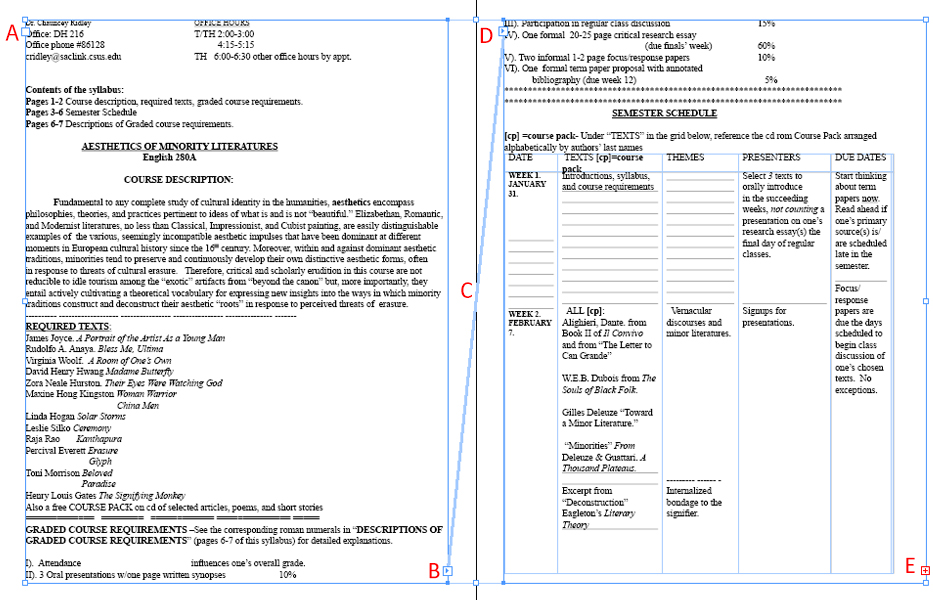 A
Dr. Chauncey Ridley OFFICE HOURS
Office: DH 216 T/TH 2:00-3:00
Office phone #86128 4:15-5:15
cridley@saclink.csus.edu TH 6:00-6:30 other office hours by appt.
Contents of the syllabus:
Pages 1-2 Course description, required texts, graded course requirements.
Pages 3-6 Semester Schedule
Pages 6-7 Descriptions of Graded course requirements.
AESTHETICS OF MINORITY LITERATURES
English 280A
COURSE DESCRIPTION:
Fundamental to any complete study of cultural identity in the humanities, aesthetics encompass
philosophies, theories, and practices pertinent to ideas of what is and is not “beautiful.” Elizabethan, Romantic,
and Modernist literatures, no less than Classical, Impressionist, and Cubist painting, are easily distinguishable
examples of the various, seemingly incompatible aesthetic impulses that have been dominant at different
moments in European cultural history since the 16th century. Moreover, within and against dominant aesthetic
traditions, minorities tend to preserve and continuously develop their own distinctive aesthetic forms, often
in response to threats of cultural erasure. Therefore, critical and scholarly erudition in this course are not
reducible to idle tourism among the “exotic” artifacts from “beyond the canon” but, more importantly, they
entail actively cultivating a theoretical vocabulary for expressing new insights into the ways in which minority
traditions construct and deconstruct their aesthetic “roots” in response to perceived threats of erasure.
REQUIRED TEXTS:
James Joyce. A Portrait of the Artist As a Young Man
Rudolfo A. Anaya. Bless Me, Ultima
Virginia Woolf. A Room of One's Own
David Henry Hwang Madame Butterfly
Zora Neale Hurston. Their Eyes Were Watching God
Maxine Hong Kingston Woman Warrior
China Men
Linda Hogan Solar Storms
Leslie Silko Ceremony
Raja Rao Kanthapura
Percival Everett Erasure
Glyph
Toni Morrison Beloved
Paradise
Henry Louis Gates The Signifying Monkey
Also a free COURSE PACK on cd of selected articles, poems, and short stories
GRADED COURSE REQUIREMENTS –See the corresponding roman numerals in “DESCRIPTIONS OF
GRADED COURSE REQUIREMENTS” (pages 6-7 of this syllabus) for detailed explanations.
I). Attendance influences one's overall grade.
II). 3 Oral presentations w/one page written synopses 10%
B
C
D
III). Participation in regular class discussion 15%
IV). One formal 20-25 page critical research essay
(due finals' week) 60%
V). Two informal 1-2 page focus/response papers 10%
VI). One formal term paper proposal with annotated
bibliography (due week 12) 5%
SEMESTER SCHEDULE
[cp] =course pack- Under “TEXTS” in the grid below, reference the cd rom Course Pack arranged
alphabetically by authors' last names
DATE TEXTS [cp]=course THEMES PRESENTERS DUE DATES
pack
WEEK 1.
JANUARY
31.
Introductions, syllabus,
and course requirements
Select 3 texts to
orally introduce
in the succeeding
weeks, not counting a
presentation on one's
research essay(s) the
final day of regular
classes.
Start thinking
about term
papers now.
Read ahead if
one's primary
source(s) is/
are scheduled
late in the
semester.
WEEK 2.
FEBRUARY
7.
ALL [cp]:
Alighieri, Dante. from
Book II of Il Convivo
and from “The Letter to
Can Grande”
W.E.B. Dubois from The
Souls of Black Folk.
Gilles Deleuze “Toward
a Minor Literature.”
“Minorities” From
Deleuze & Guattari. A
Thousand Plateaus.
Excerpt from
“Deconstruction”
Eagleton's Literary
Theory
Vernacular
discourses and
minor literatures.
Internalized
bondage to the
signifier.
Signups for
presentations.
Focus/
response
papers are
due the days
scheduled to
begin class
discussion of
one's chosen
texts. No
exceptions.
E